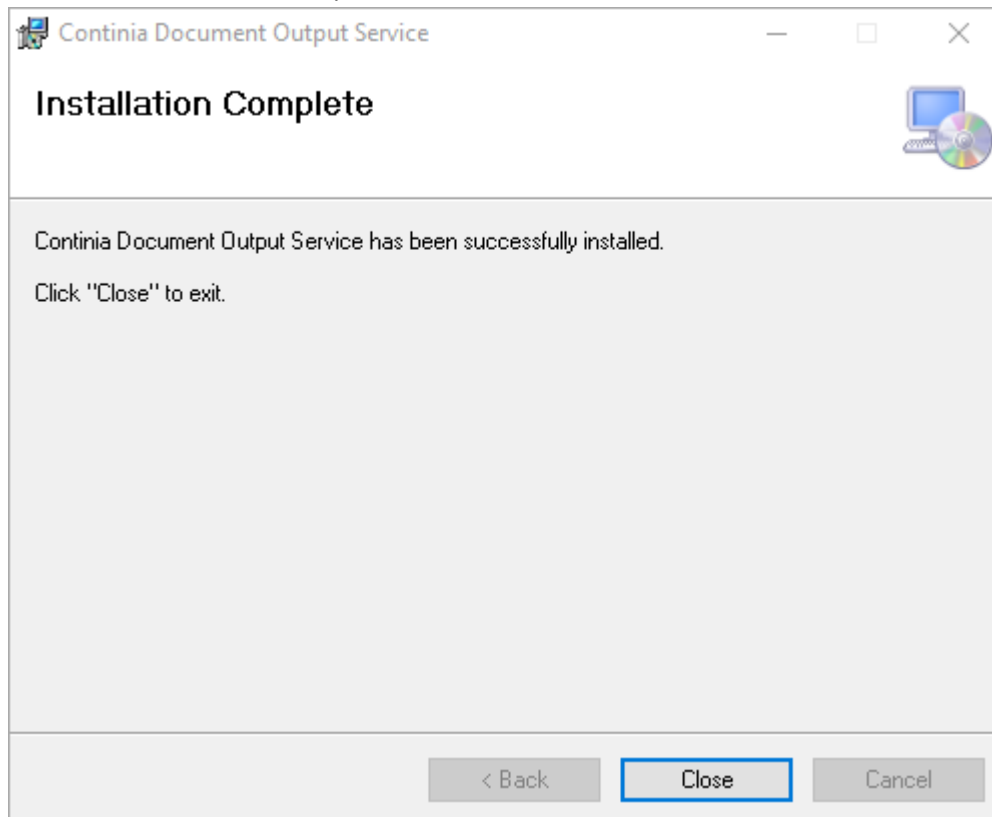 Continia Document Output Service
Installation Complete
Continia Document Output Service has been successfully installed.
Click "Close" to exit.
< Back
Close
Cancel